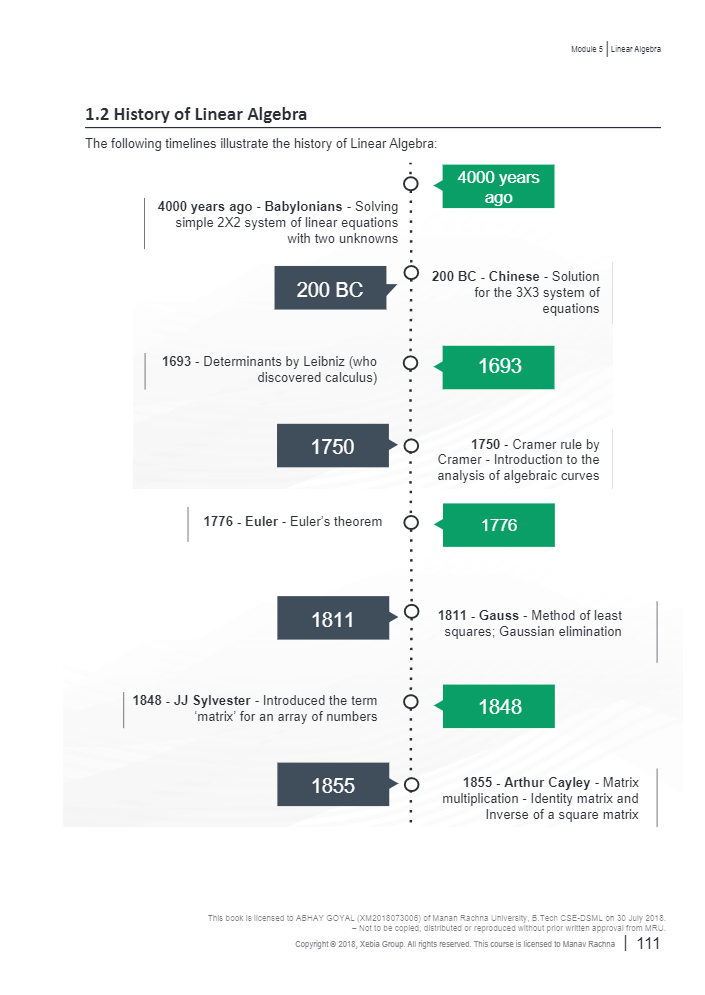 Module 5 | Linear Algebra
1.2 History of Linear Algebra
The following timelines illustrate the history of Linear Algebra:
4000 years
ago
4000 years ago - Babylonians - Solving
simple 2X2 system of linear equations
with two unknowns
200 BC
200 BC - Chinese - Solution
for the 3X3 system of
equations
1693 - Determinants by Leibniz (who
discovered calculus)
1693
1750
1750 - Cramer rule by
Cramer - Introduction to the
analysis of algebraic curves
1776 - Euler - Euler’s theorem
1776
1811
1811 - Gauss - Method of least
squares; Gaussian elimination
1848 - JJ Sylvester - Introduced the term
‘matrix’ for an array of numbers
1848
1855
1855 - Arthur Cayley - Matrix
multiplication - Identity matrix and
Inverse of a square matrix
This book is licensed to ABHAY GOYAL (XM2018073006) of Manan Rachna University, B.Tech CSE-DSML on 30 July 2018.
– Not to be copied, distributed or reproduced without prior written approval from MRU.
Copyright © 2018, Xebia Group. All rights reserved. This course is licensed to Manav Rachna | 111